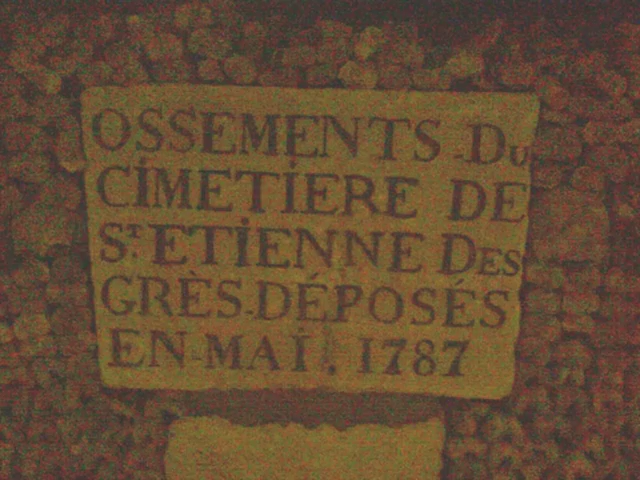 OSSEMENTS DU
CIMETIERE DE
ST ETIENNE DES
GRÈS DÉPOSÉS
EN MAI. 1787